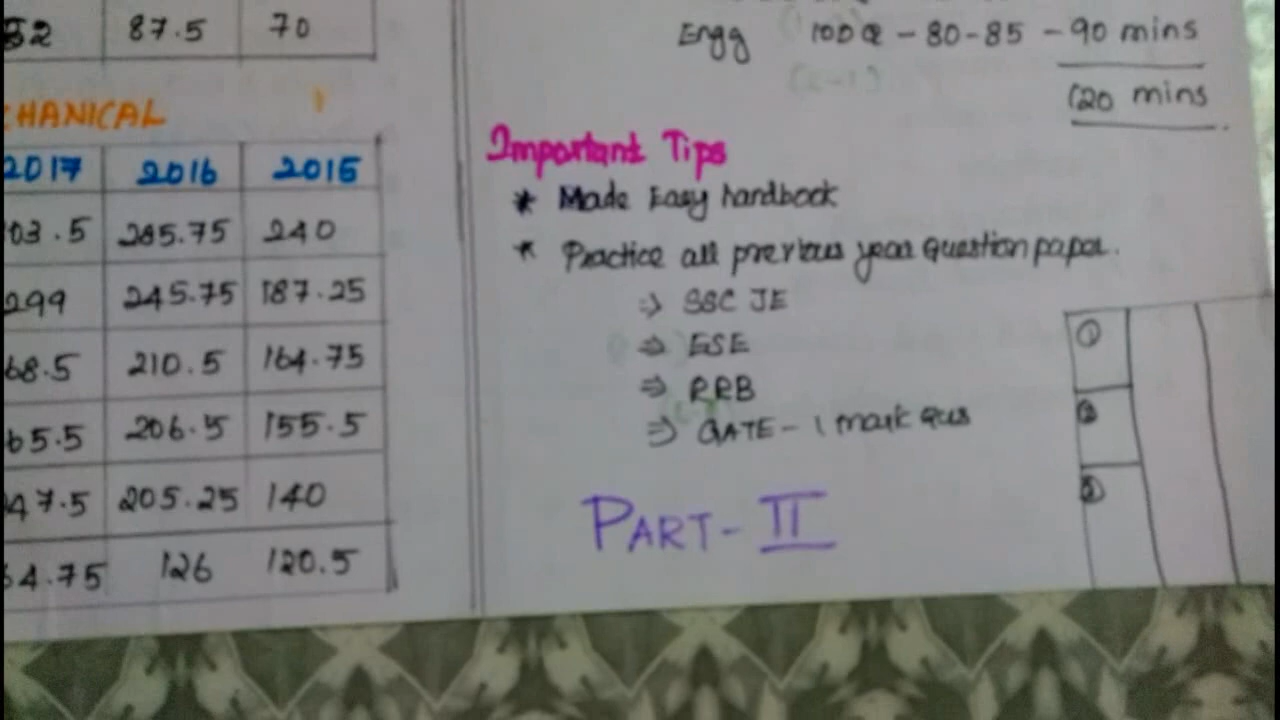 52 87.5 70
CHANICAL
2017 2016 2015
03.5 285.75 240
299 245.75 187.25
68.5 210.5 164.75
65.5 206.5 155.5
47.5 205.25 140
54.75 126 120.5
Engg 100Q - 80-85 - 90 mins
120 mins
Important Tips
* Made Easy handbook
* Practice all previous year question paper.
⇒ SSC JE
⇒ ESE
⇒ RRB
⇒ GATE - 1 mark qus
PART - II
①
②
③